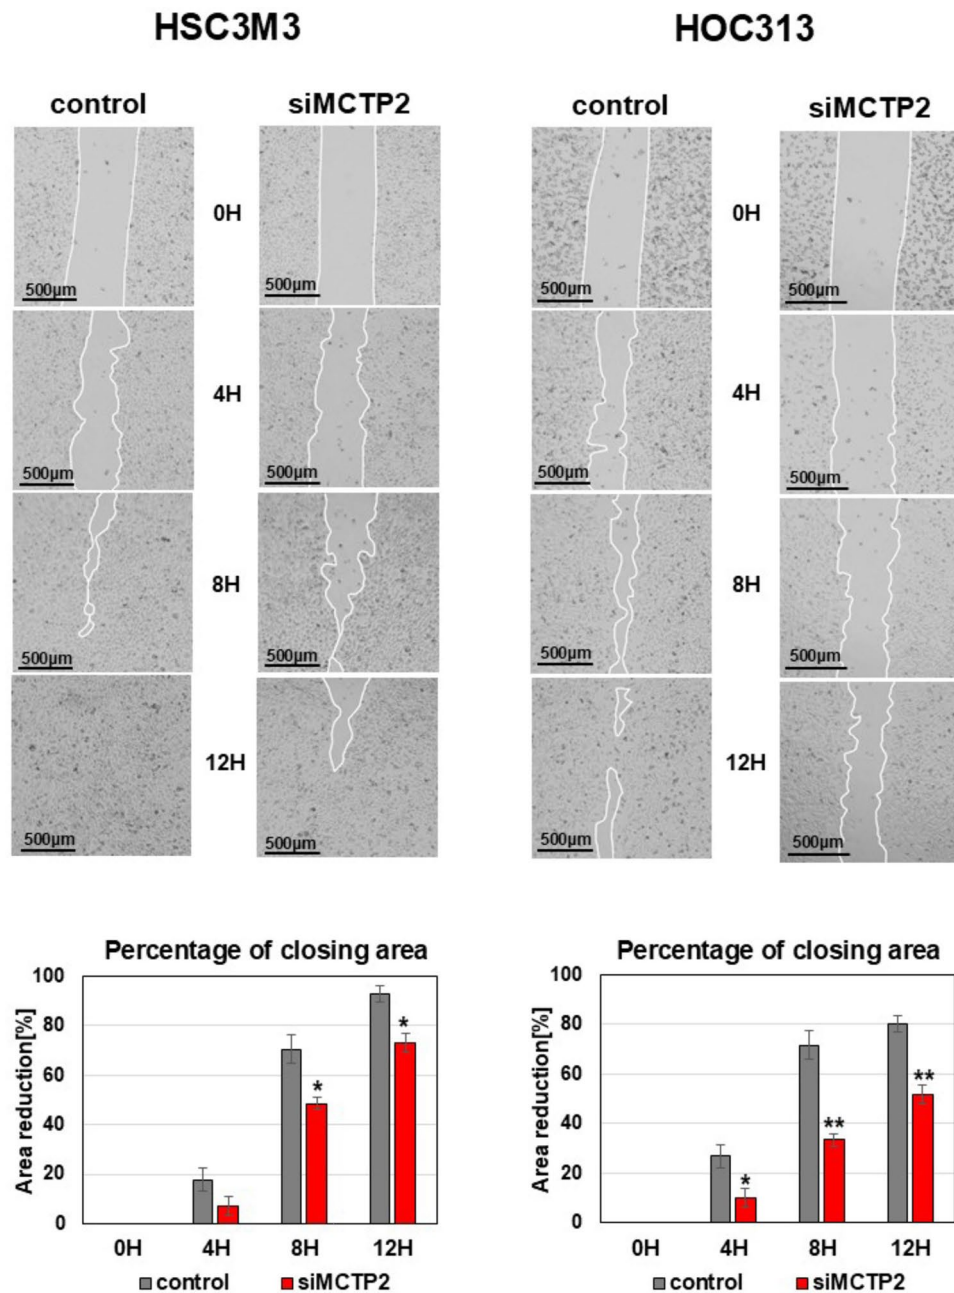 HSC3M3
HOC313
control
siMCTP2
control
siMCTP2
500µm
0H
500µm
500µm
0H
500µm
500µm
4H
500µm
500µm
4H
500µm
500µm
8H
500µm
500µm
8H
500µm
500µm
12H
500µm
500µm
12H
500µm
Percentage of closing area
Area reduction[%]
100
80
60
40
20
0
*
*
0H 4H 8H 12H
control siMCTP2
Percentage of closing area
Area reduction[%]
100
80
60
40
20
0
*
**
**
0H 4H 8H 12H
control siMCTP2